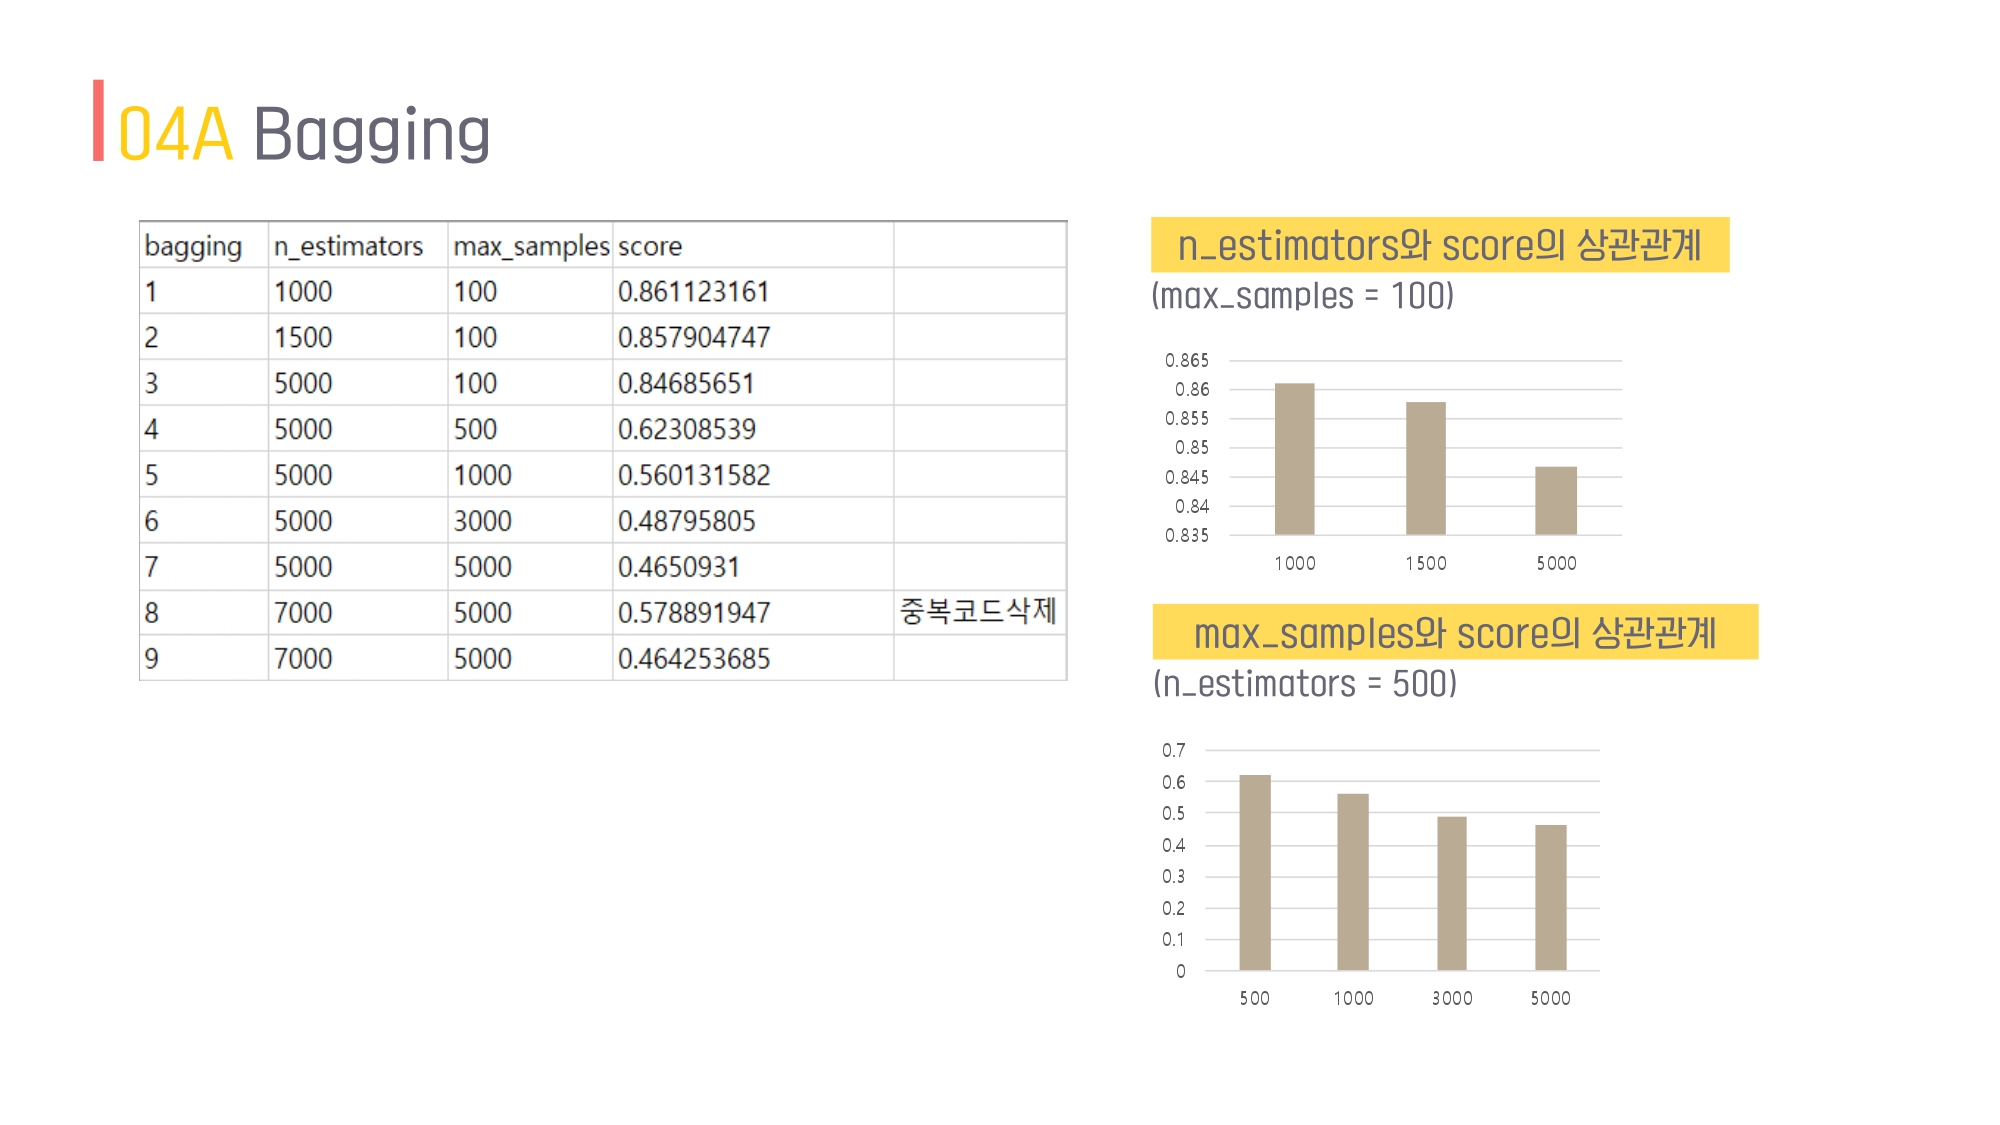 04A Bagging
bagging n_estimators max_samples score
1 1000 100 0.861123161
2 1500 100 0.857904747
3 5000 100 0.84685651
4 5000 500 0.62308539
5 5000 1000 0.560131582
6 5000 3000 0.48795805
7 5000 5000 0.4650931
8 7000 5000 0.578891947 중복코드삭제
9 7000 5000 0.464253685
n_estimators와 score의 상관관계
(max_samples = 100)
0.865
0.86
0.855
0.85
0.845
0.84
0.835
1000 1500 5000
max_samples와 score의 상관관계
(n_estimators = 500)
0.7
0.6
0.5
0.4
0.3
0.2
0.1
0
500 1000 3000 5000